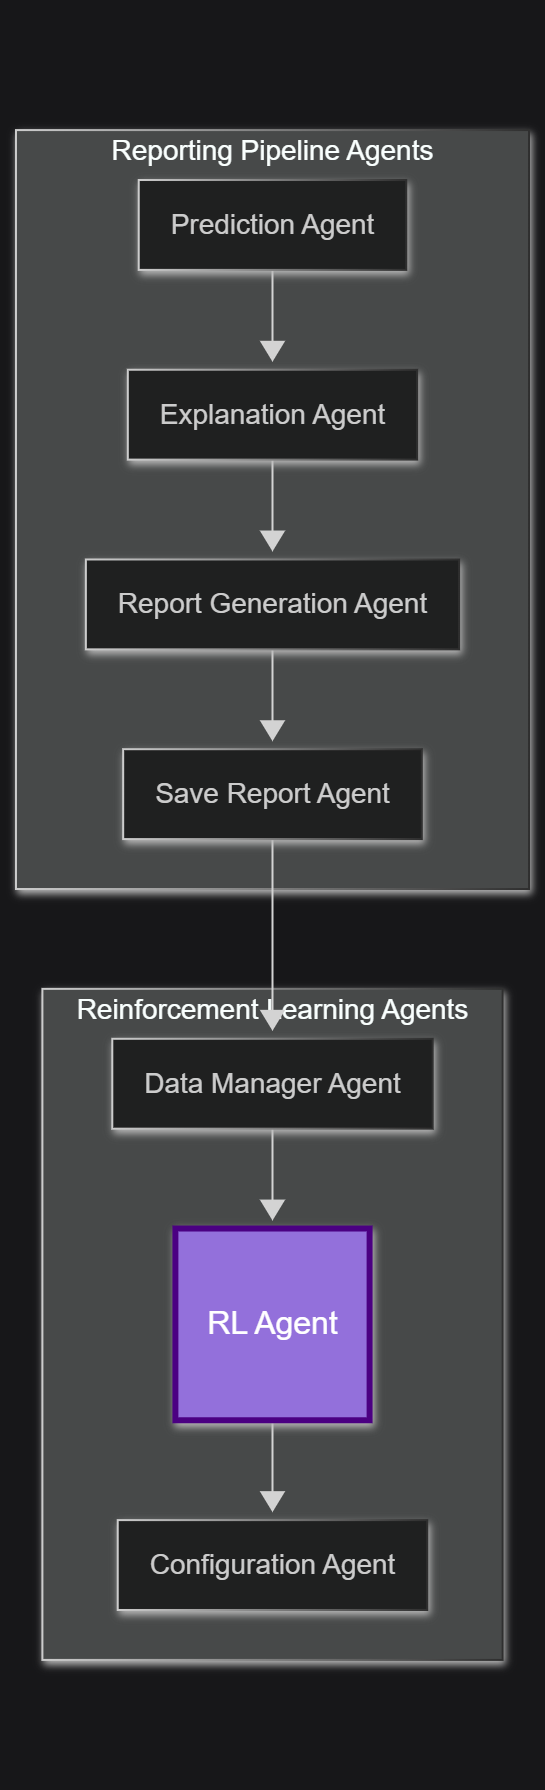 Reporting Pipeline Agents
Prediction Agent
Explanation Agent
Report Generation Agent
Save Report Agent
Reinforcement Learning Agents
Data Manager Agent
RL Agent
Configuration Agent